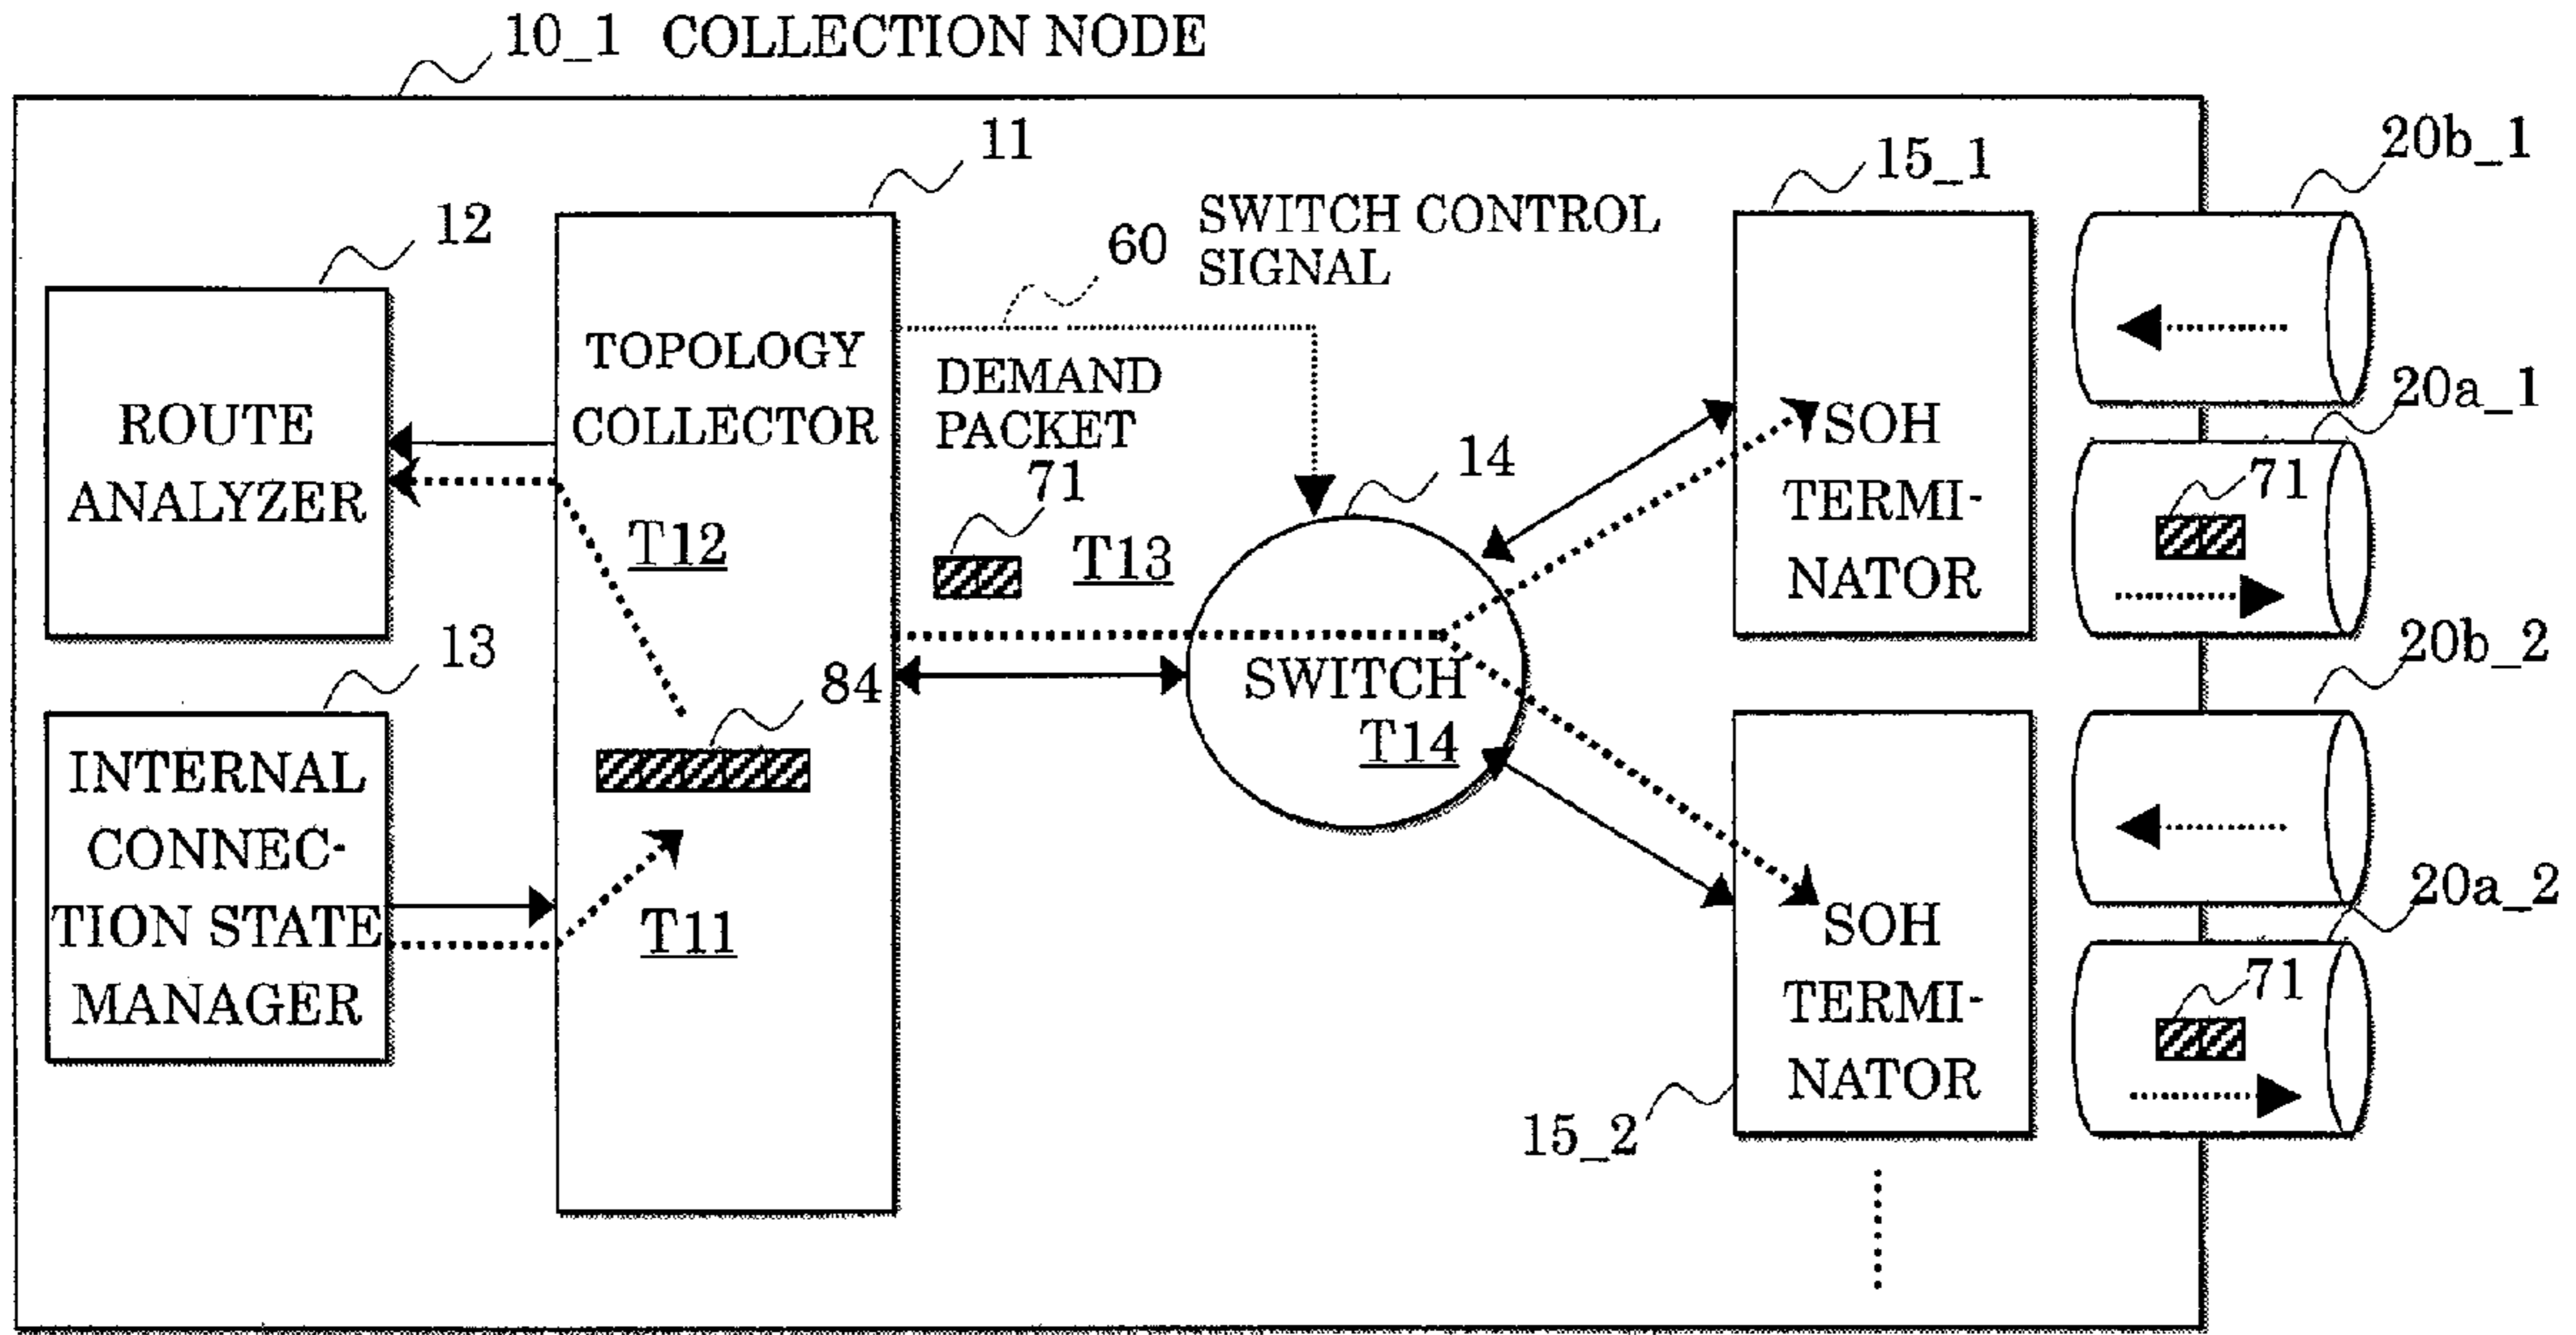 10_1 COLLECTION NODE
11
12
ROUTE
ANALYZER
13
INTERNAL
CONNEC-
TION STATE
MANAGER
TOPOLOGY
COLLECTOR
T12
84
T11
60
SWITCH CONTROL
SIGNAL
DEMAND
PACKET
71
T13
14
SWITCH
T14
15_1
SOH
TERMI-
NATOR
SOH
TERMI-
NATOR
15_2
20b_1
20a_1
71
20b_2
20a_2
71